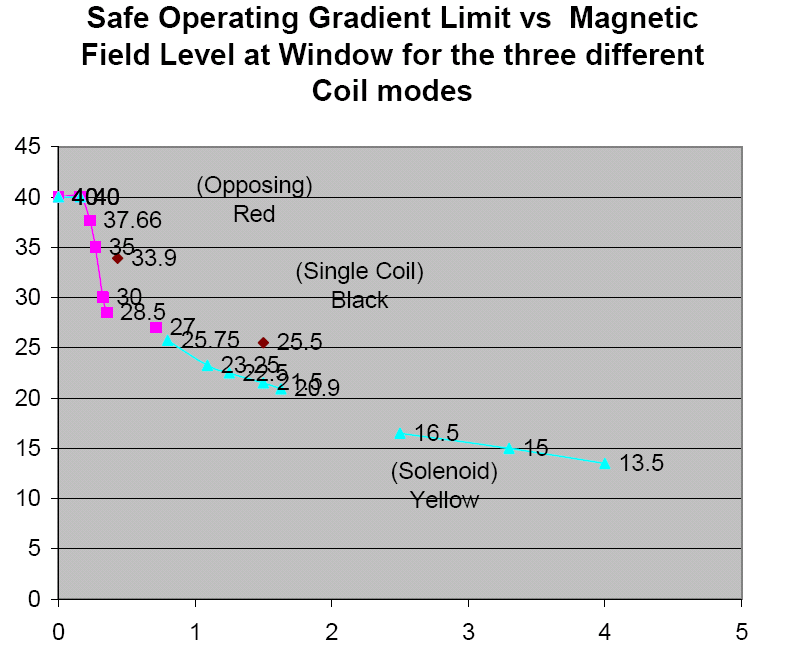 Safe Operating Gradient Limit vs Magnetic
Field Level at Window for the three different
Coil modes
45
40
35
30
25
20
15
10
5
0
40
40
(Opposing)
Red
37.66
35
33.9
(Single Coil)
Black
30
28.5
27
25.75
25.5
23.25
22.5
21.5
20.9
16.5
15
13.5
(Solenoid)
Yellow
0 1 2 3 4 5